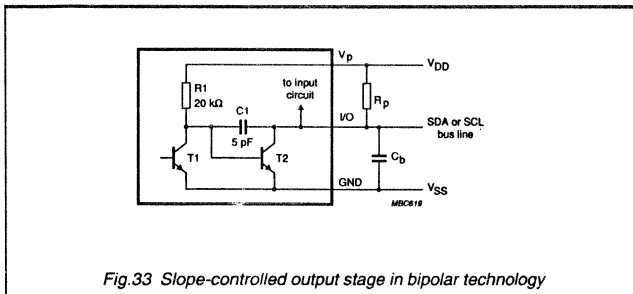 Vp
VDD
R1
20 kΩ
to input
circuit
Rp
C1
I/O
SDA or SCL
bus line
5 pF
T1
T2
Cb
GND
VSS
MBC619
Fig.33 Slope-controlled output stage in bipolar technology